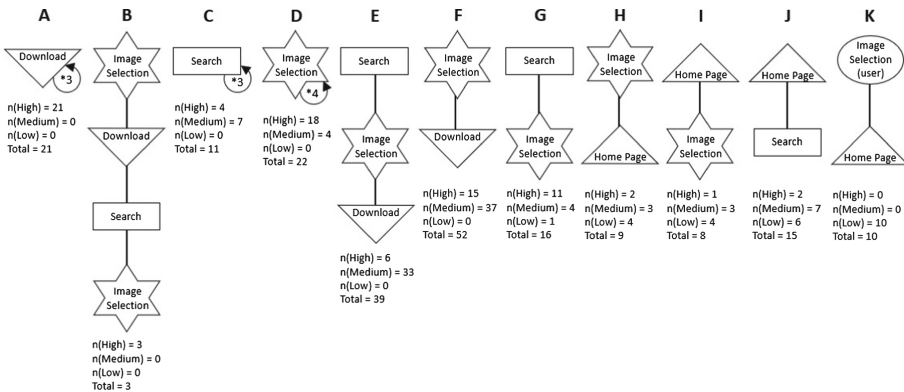 A
Download
*3
n(High) = 21
n(Medium) = 0
n(Low) = 0
Total = 21
B
Image
Selection
Download
Search
Image
Selection
n(High) = 3
n(Medium) = 0
n(Low) = 0
Total = 3
C
Search
*3
n(High) = 4
n(Medium) = 7
n(Low) = 0
Total = 11
D
Image
Selection
*4
n(High) = 18
n(Medium) = 4
n(Low) = 0
Total = 22
E
Search
Image
Selection
Download
n(High) = 6
n(Medium) = 33
n(Low) = 0
Total = 39
F
Image
Selection
Download
n(High) = 15
n(Medium) = 37
n(Low) = 0
Total = 52
G
Search
Image
Selection
n(High) = 11
n(Medium) = 4
n(Low) = 1
Total = 16
H
Image
Selection
Home Page
n(High) = 2
n(Medium) = 3
n(Low) = 4
Total = 9
I
Home Page
Image
Selection
n(High) = 1
n(Medium) = 3
n(Low) = 4
Total = 8
J
Home Page
Search
n(High) = 2
n(Medium) = 7
n(Low) = 6
Total = 15
K
Image
Selection
(user)
Home Page
n(High) = 0
n(Medium) = 0
n(Low) = 10
Total = 10